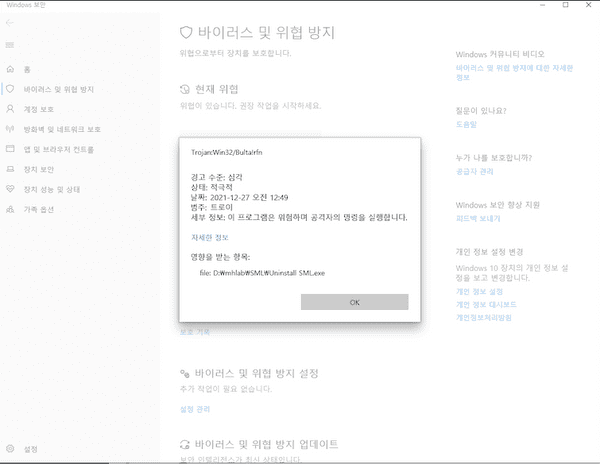 Windows 보안
홈
바이러스 및 위협 방지
계정 보호
방화벽 및 네트워크 보호
앱 및 브라우저 컨트롤
장치 보안
장치 성능 및 상태
가족 옵션
설정
바이러스 및 위협 방지
위협으로부터 장치를 보호합니다.
현재 위협
위협이 있습니다. 권장 작업을 시작하세요.
Trojan:Win32/Bulta!rfn
경고 수준: 심각
상태: 적극적
날짜: 2021-12-27 오전 12:49
범주: 트로이
세부 정보: 이 프로그램은 위험하며 공격자의 명령을 실행합니다.
자세한 정보
영향을 받는 항목:
file: D:₩mhlab₩SML₩Uninstall SML.exe
OK
보호 기록
바이러스 및 위협 방지 설정
추가 작업이 필요 없습니다.
설정 관리
바이러스 및 위협 방지 업데이트
보안 인텔리전스가 최신 상태입니다.
Windows 커뮤니티 비디오
바이러스 및 위협 방지에 대한 자세한
정보
질문이 있나요?
도움말
누가 나를 보호합니까?
공급자 관리
Windows 보안 향상 지원
피드백 보내기
개인 정보 설정 변경
Windows 10 장치의 개인 정보 설
정을 보고 변경합니다.
개인 정보 설정
개인 정보 대시보드
개인정보처리방침